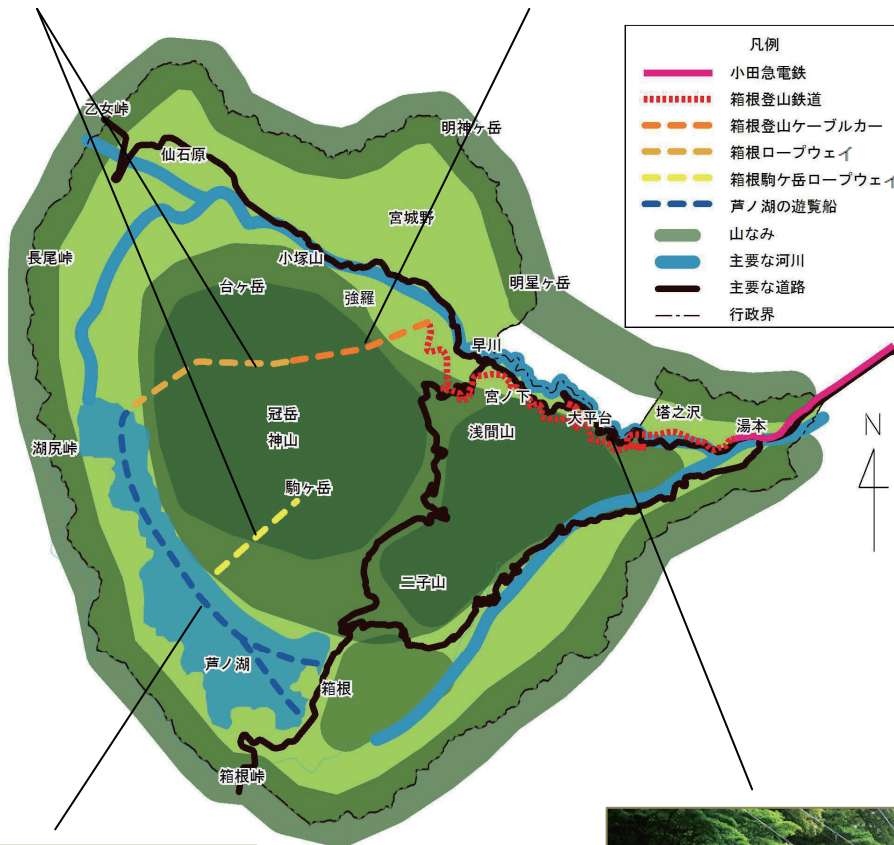 凡例
小田急電鉄
箱根登山鉄道
箱根登山ケーブルカー
箱根ロープウェイ
箱根駒ケ岳ロープウェイ
芦ノ湖の遊覧船
山なみ
主要な河川
主要な道路
行政界
乙女峠
仙石原
明神ヶ岳
宮城野
長尾峠
小塚山
台ヶ岳
明星ヶ岳
強羅
早川
宮ノ下
大平台
塔之沢
湯本
冠岳
神山
浅間山
湖尻峠
駒ヶ岳
二子山
芦ノ湖
箱根
箱根峠
N